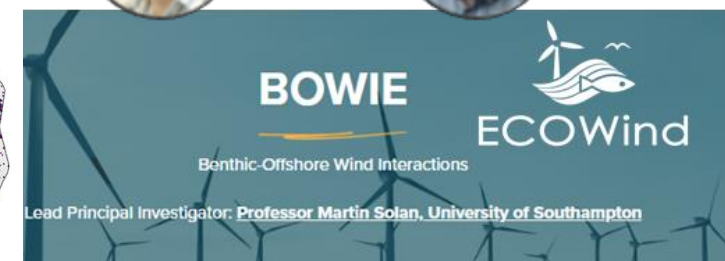 BOWIE
ECOWind
Benthic-Offshore Wind Interactions
Lead Principal Investigator: Professor Martin Solan, University of Southampton